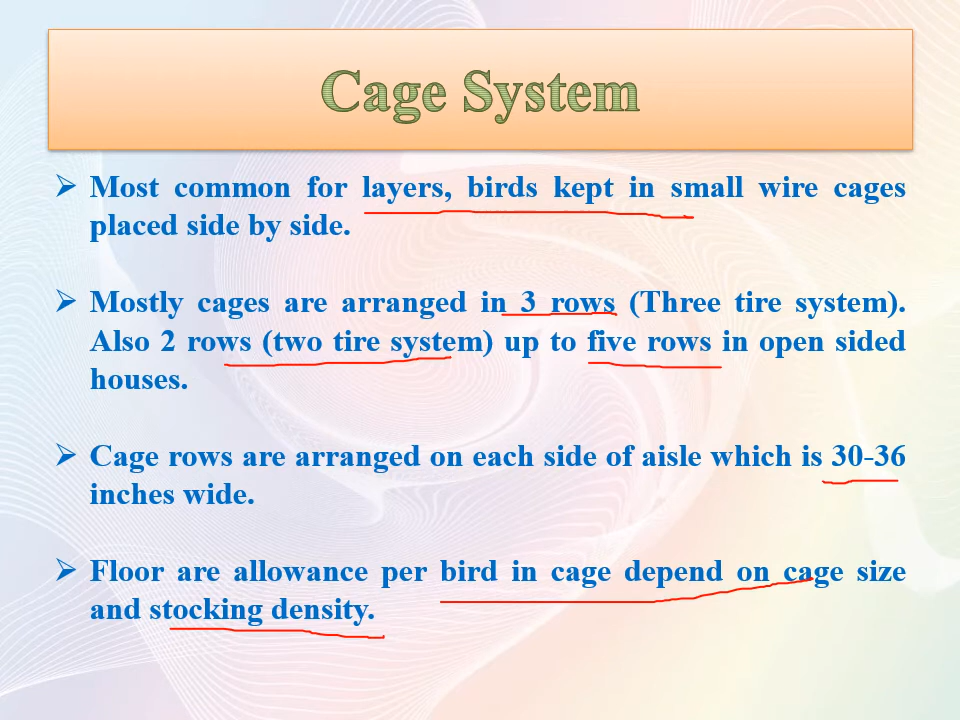 Cage System
➢ Most common for layers, birds kept in small wire cages
placed side by side.
➢ Mostly cages are arranged in 3 rows (Three tire system).
Also 2 rows (two tire system) up to five rows in open sided
houses.
➢ Cage rows are arranged on each side of aisle which is 30-36
inches wide.
➢ Floor are allowance per bird in cage depend on cage size
and stocking density.